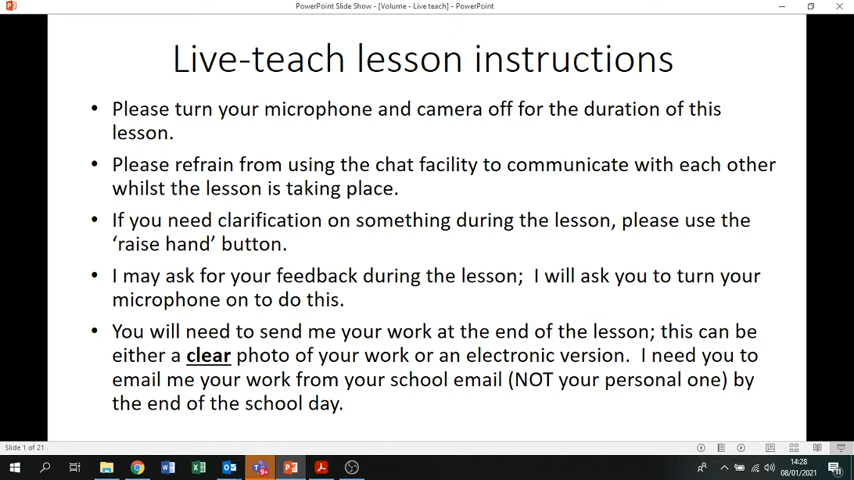 PowerPoint Slide Show - [Volume - Live teach] - PowerPoint
Live-teach lesson instructions
• Please turn your microphone and camera off for the duration of this
lesson.
• Please refrain from using the chat facility to communicate with each other
whilst the lesson is taking place.
• If you need clarification on something during the lesson, please use the
‘raise hand’ button.
• I may ask for your feedback during the lesson;  I will ask you to turn your
microphone on to do this.
• You will need to send me your work at the end of the lesson; this can be
either a clear photo of your work or an electronic version.  I need you to
email me your work from your school email (NOT your personal one) by
the end of the school day.
Slide 1 of 21
14:28
08/01/2021